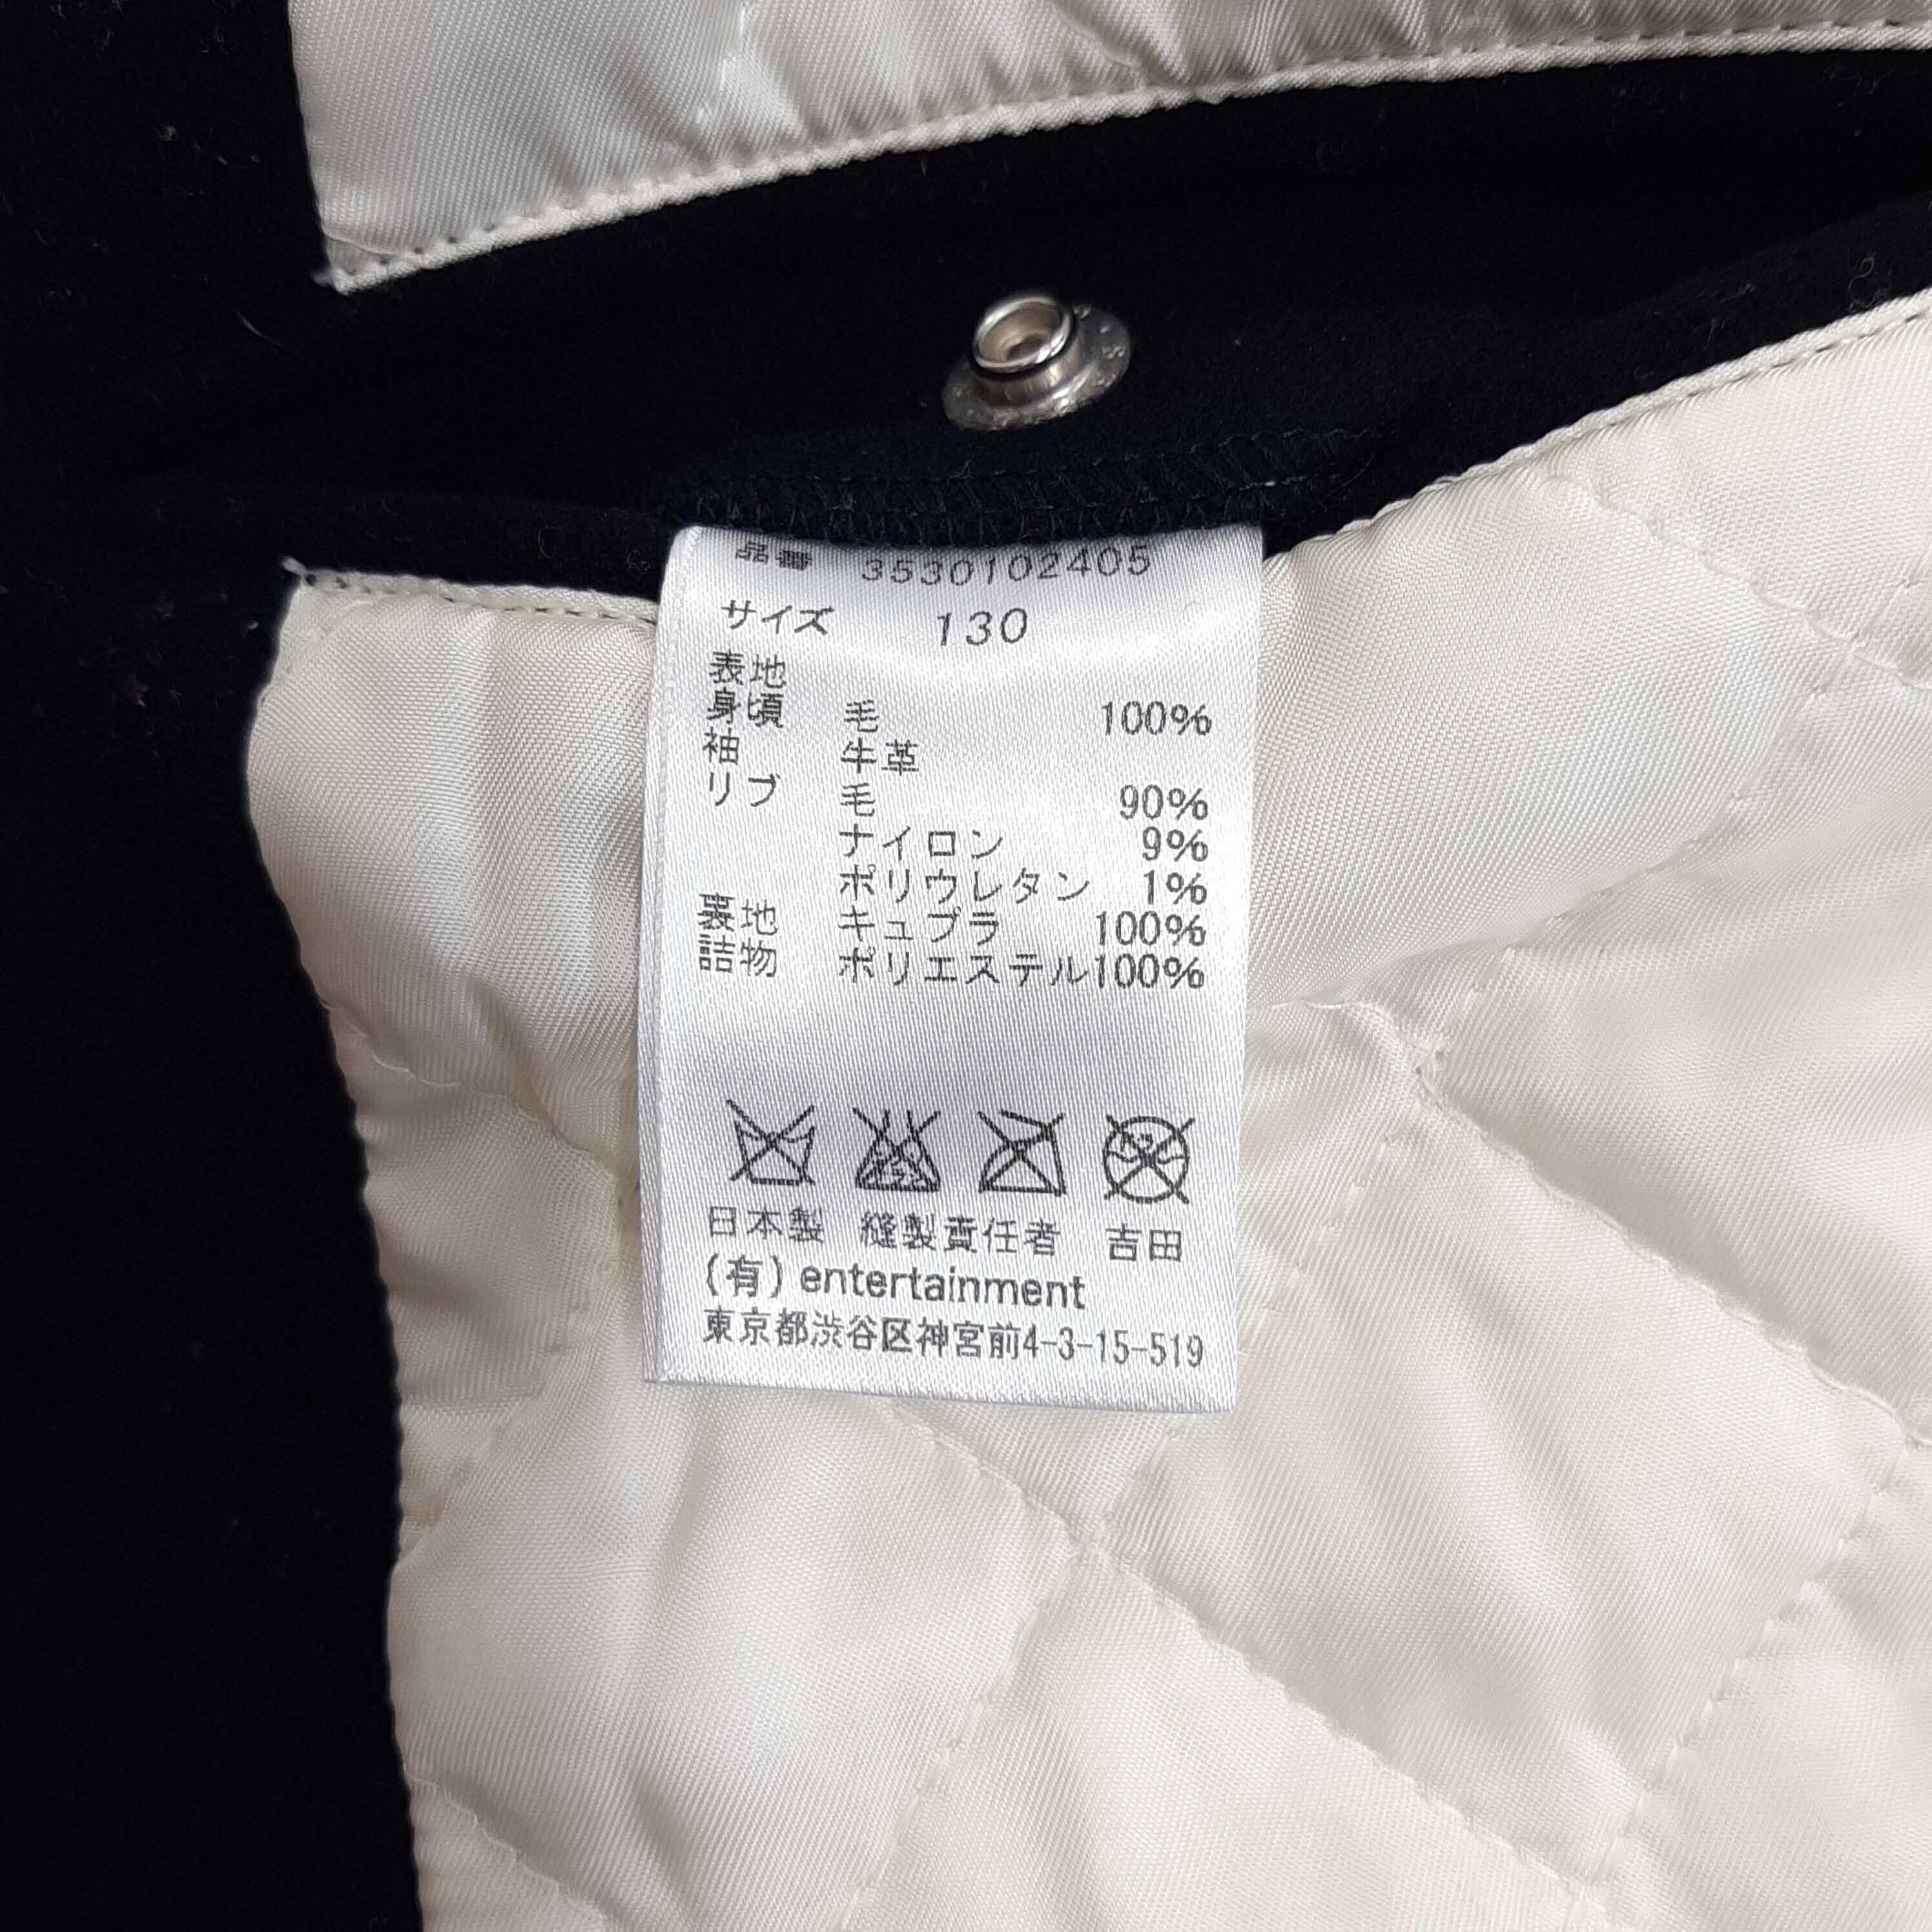 品番 3530102405
サイズ 130
表地
身頃 毛 100%
袖 牛革
リブ 毛 90%
ナイロン 9%
ポリウレタン 1%
裏地 キュプラ 100%
詰物 ポリエステル100%
日本製 縫製責任者 吉田
(有) entertainment
東京都渋谷区神宮前4-3-15-519